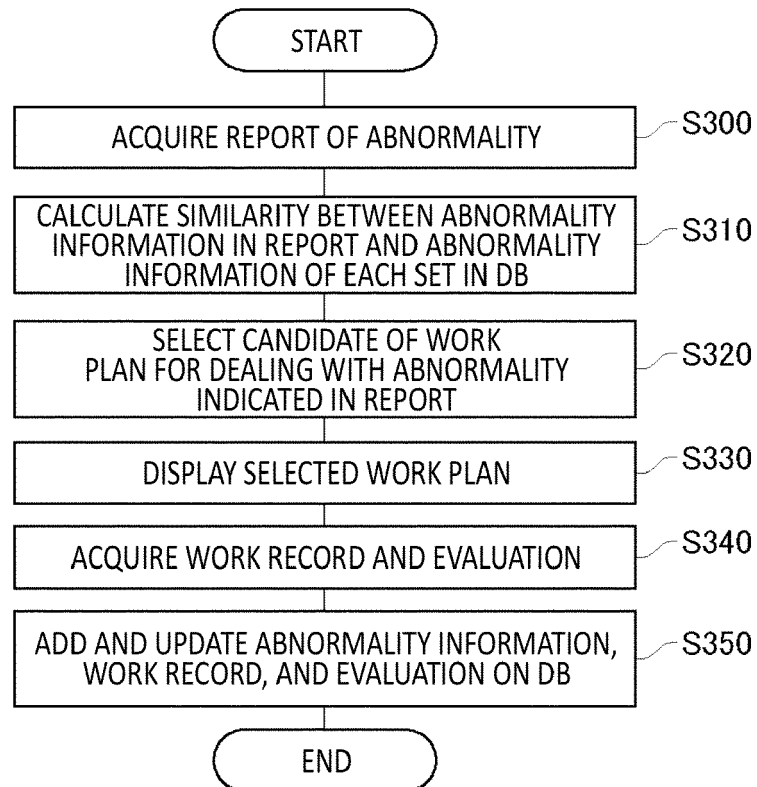 START
ACQUIRE REPORT OF ABNORMALITY
S300
CALCULATE SIMILARITY BETWEEN ABNORMALITY
INFORMATION IN REPORT AND ABNORMALITY
INFORMATION OF EACH SET IN DB
S310
SELECT CANDIDATE OF WORK
PLAN FOR DEALING WITH ABNORMALITY
INDICATED IN REPORT
S320
DISPLAY SELECTED WORK PLAN
S330
ACQUIRE WORK RECORD AND EVALUATION
S340
ADD AND UPDATE ABNORMALITY INFORMATION,
WORK RECORD, AND EVALUATION ON DB
S350
END